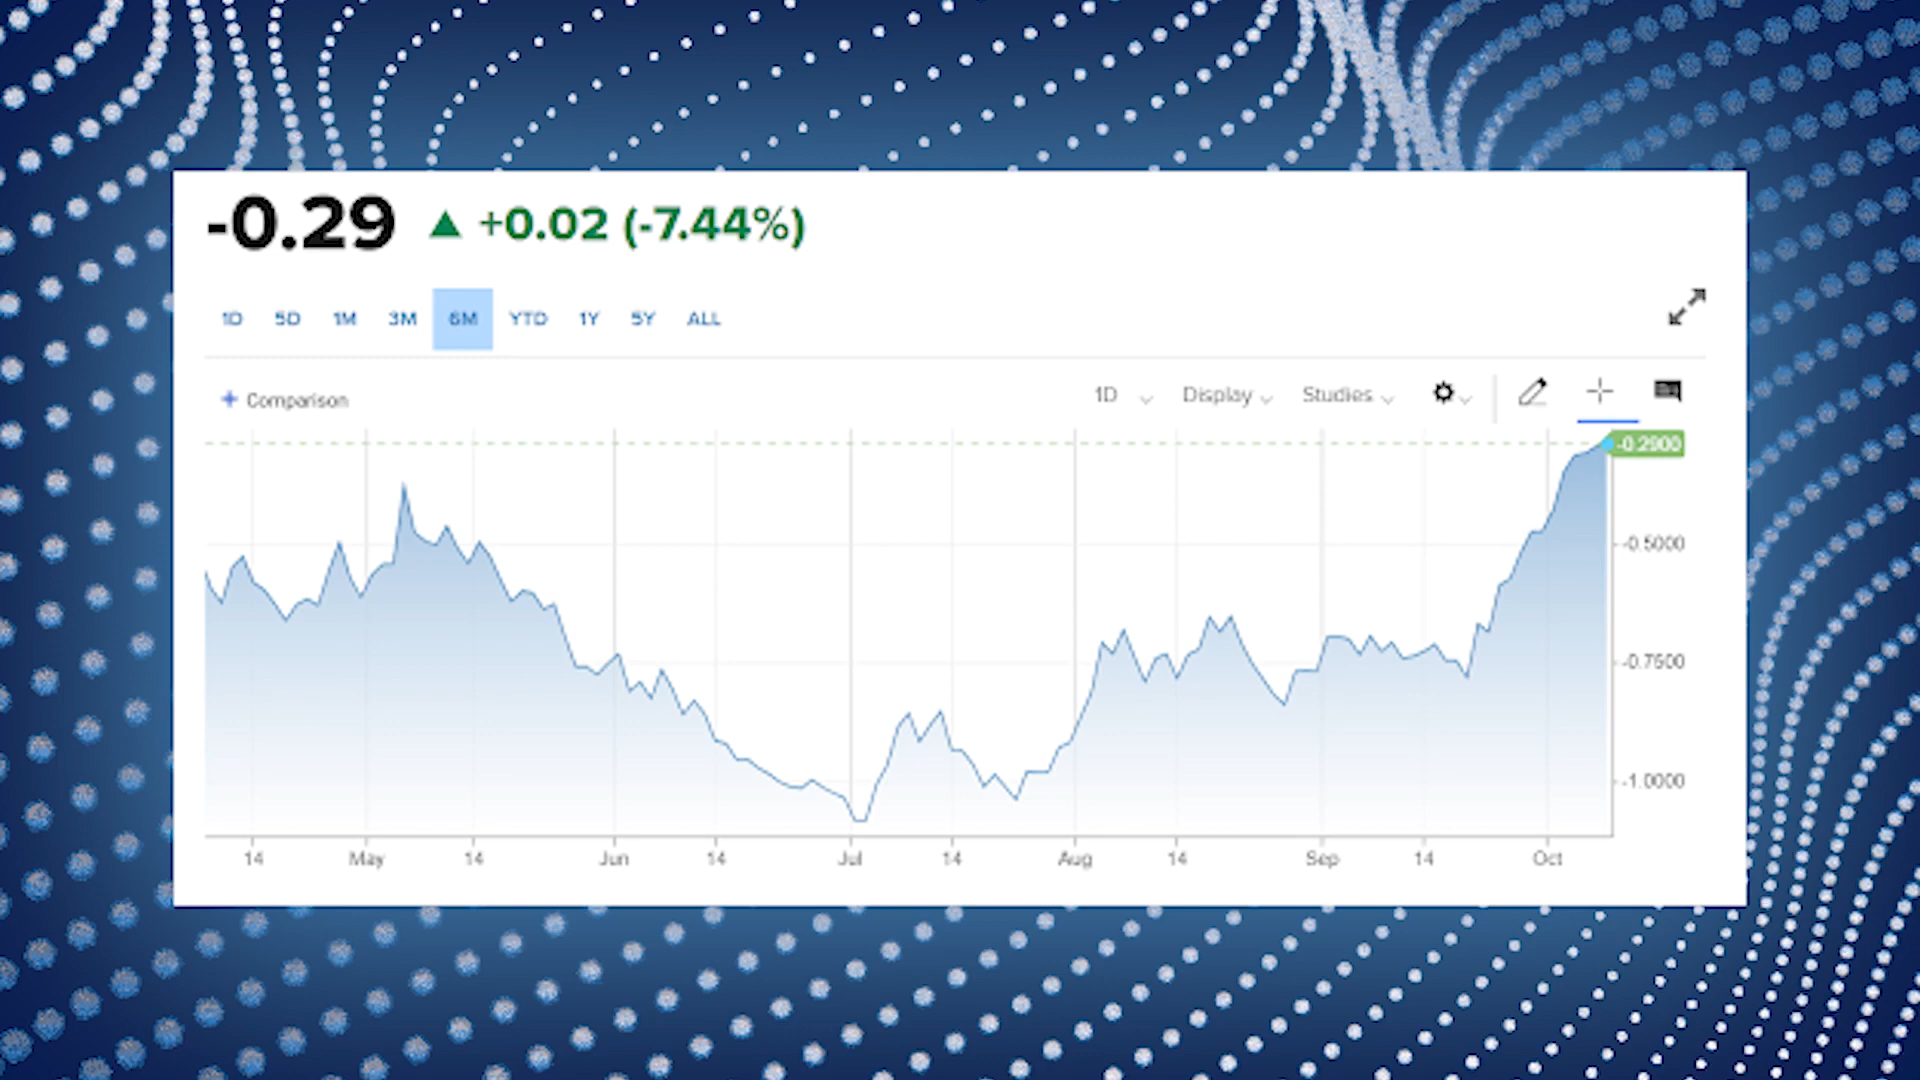 -0.29 ▲ +0.02 (-7.44%)
1D 5D 1M 3M 6M YTD 1Y 5Y ALL
+ Comparison 1D Display Studies
-0.2900
-0.5000
-0.7500
-1.0000
14 May 14 Jun 14 Jul 14 Aug 14 Sep 14 Oct